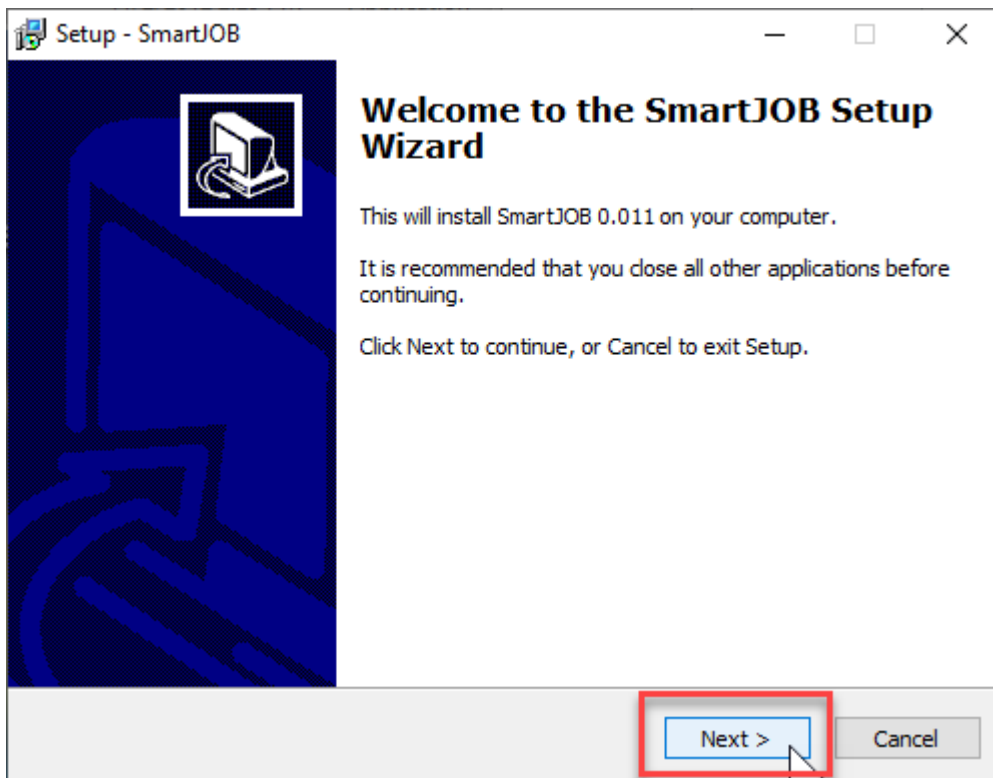 Setup - SmartJOB
Welcome to the SmartJOB Setup
Wizard
This will install SmartJOB 0.011 on your computer.
It is recommended that you close all other applications before
continuing.
Click Next to continue, or Cancel to exit Setup.
Next >
Cancel